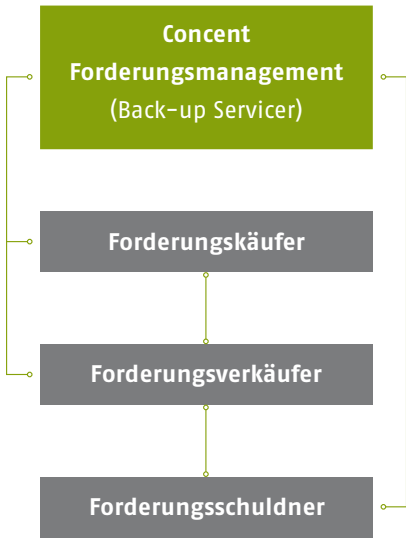 Concent
Forderungsmanagement
(Back-up Servicer)
Forderungskäufer
Forderungsverkäufer
Forderungsschuldner